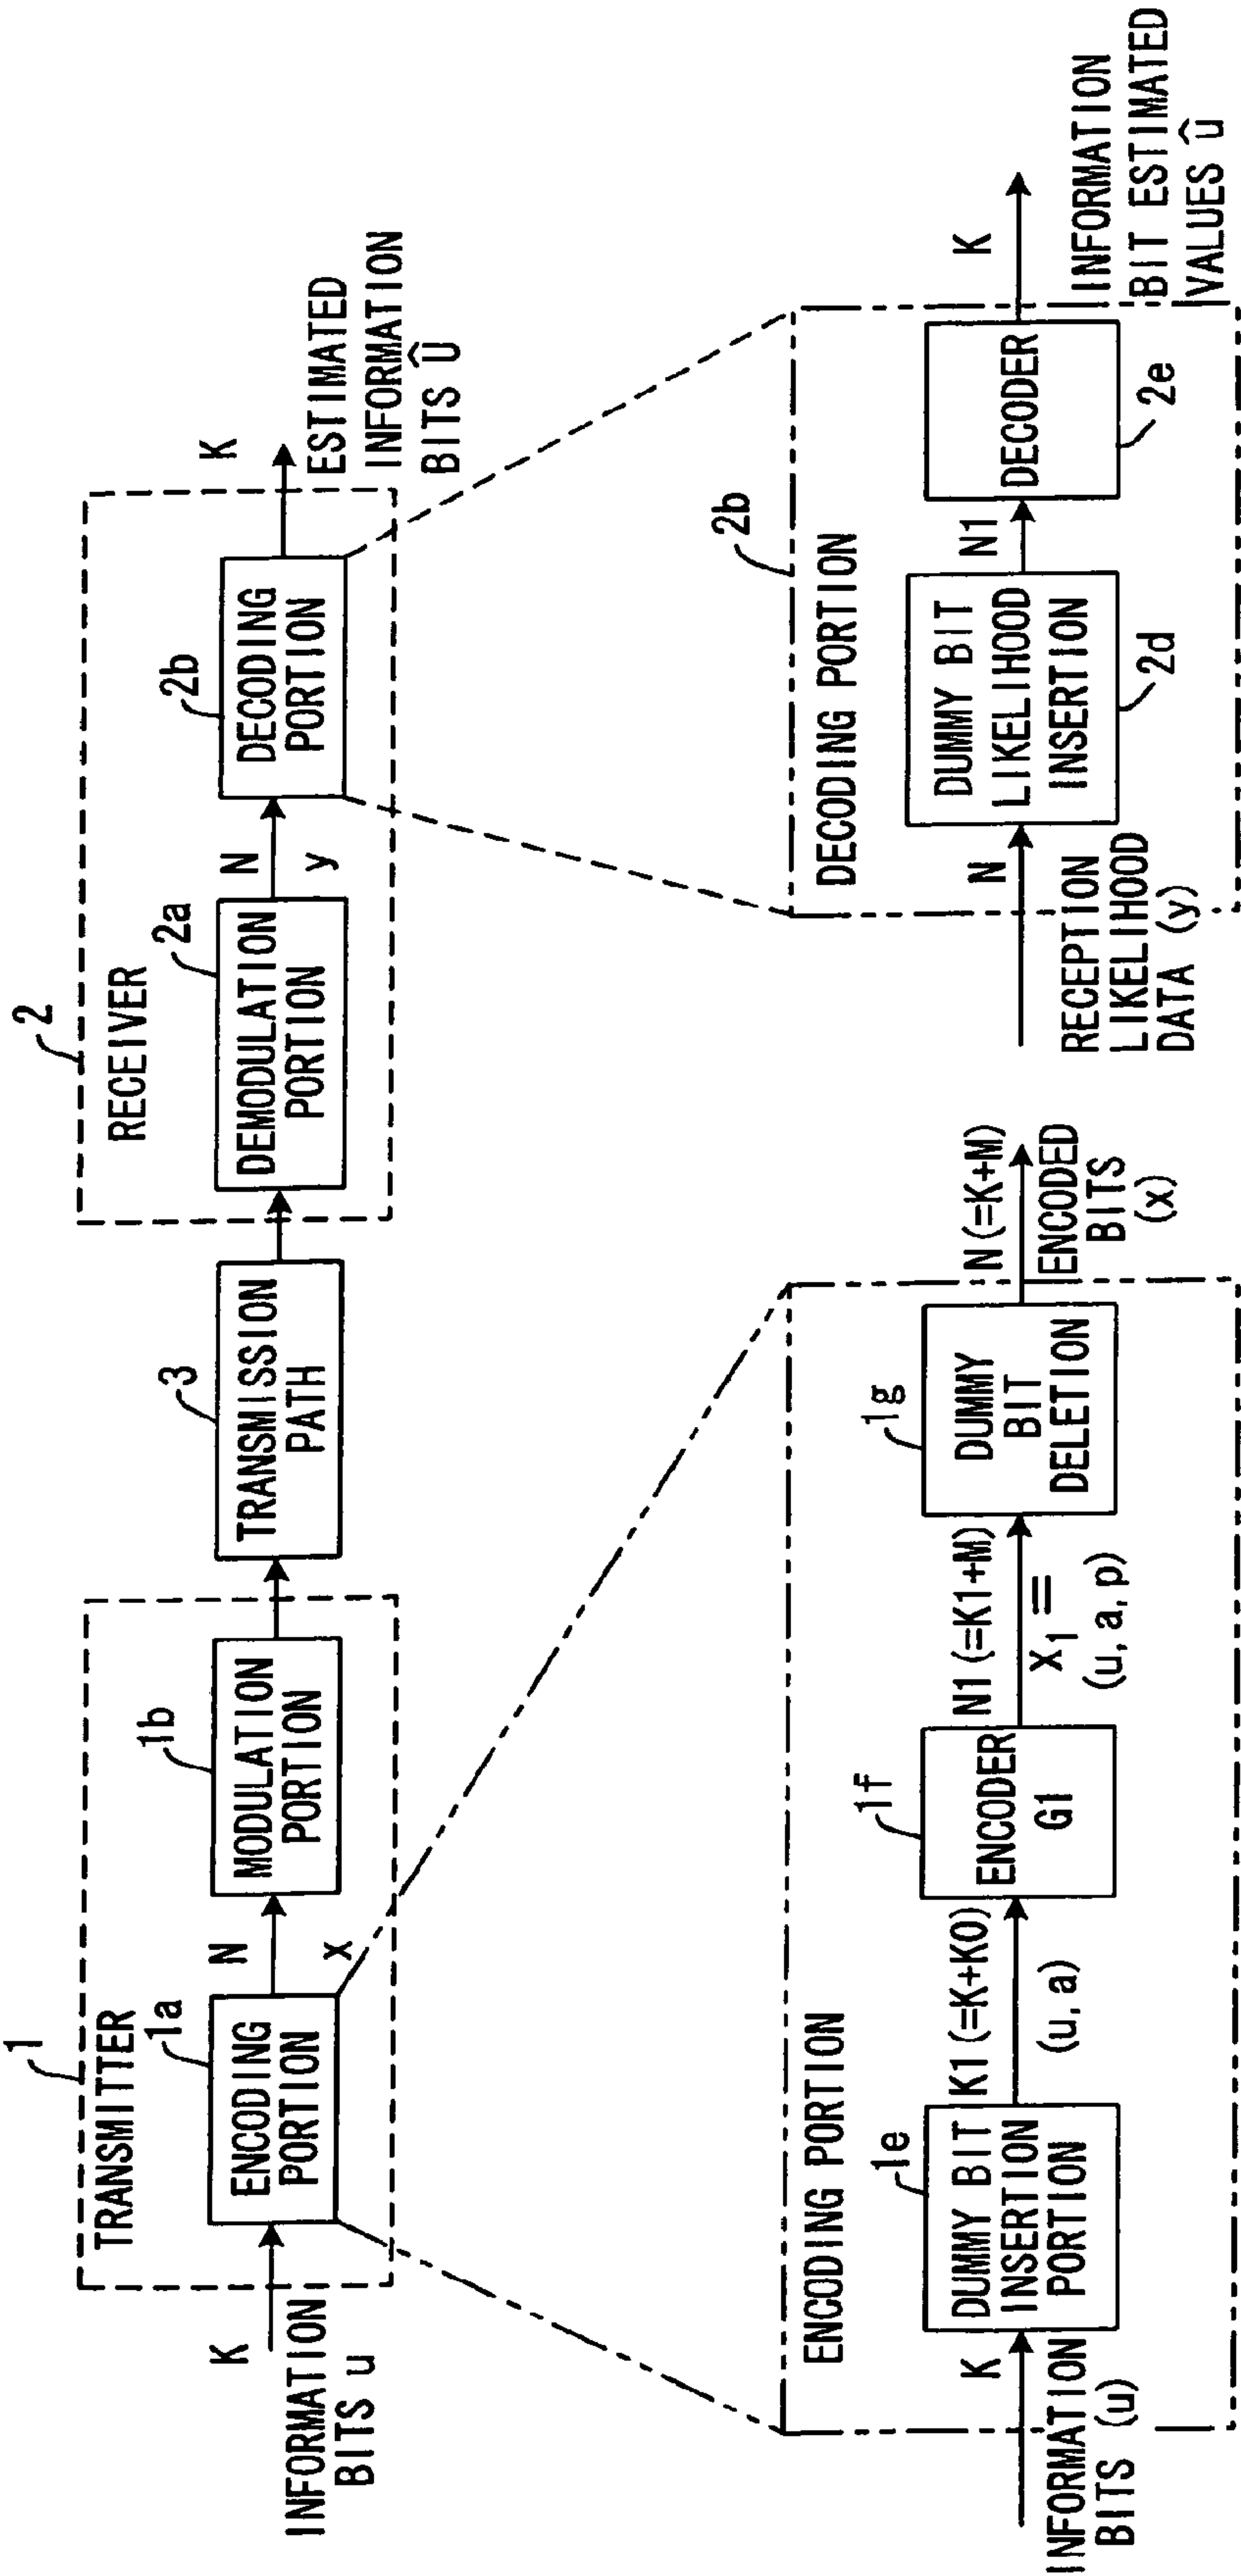 1
TRANSMITTER
K
INFORMATION
BITS u
1a
ENCODING
PORTION
N
x
1b
MODULATION
PORTION
3
TRANSMISSION
PATH
2
RECEIVER
2a
DEMODULATION
PORTION
N
y
2b
DECODING
PORTION
K
ESTIMATED
INFORMATION
BITS Û
ENCODING PORTION
K
INFORMATION
BITS (u)
1e
DUMMY BIT
INSERTION
PORTION
K1 (=K+K0)
(u, a)
1f
ENCODER
G1
N1 (=K1+M)
X₁ =
(u, a, p)
1g
DUMMY
BIT
DELETION
N (=K+M)
ENCODED
BITS
(x)
DECODING PORTION
2b
N
RECEPTION
LIKELIHOOD
DATA (y)
DUMMY BIT
LIKELIHOOD
INSERTION
2d
N1
DECODER
2e
K
INFORMATION
BIT ESTIMATED
VALUES û